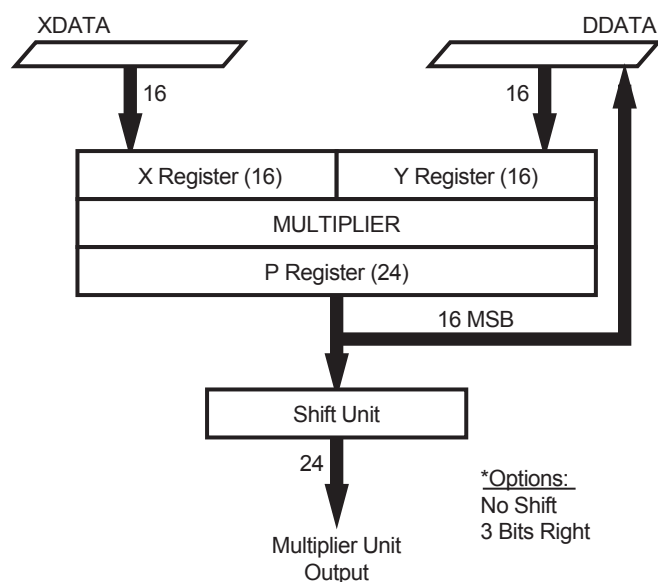 XDATA
DDATA
16
16
X Register (16)
Y Register (16)
MULTIPLIER
P Register (24)
16 MSB
Shift Unit
24
*Options:
No Shift
3 Bits Right
Multiplier Unit
Output